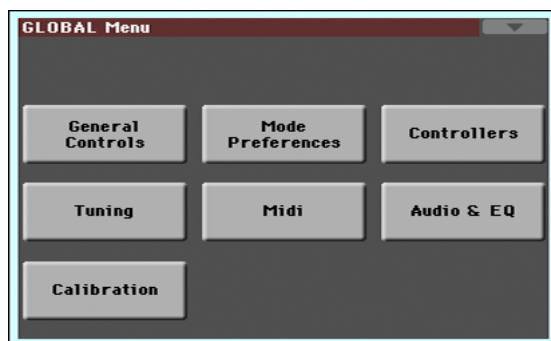 GLOBAL Menu
General
Controls
Mode
Preferences
Controllers
Tuning
Midi
Audio & EQ
Calibration